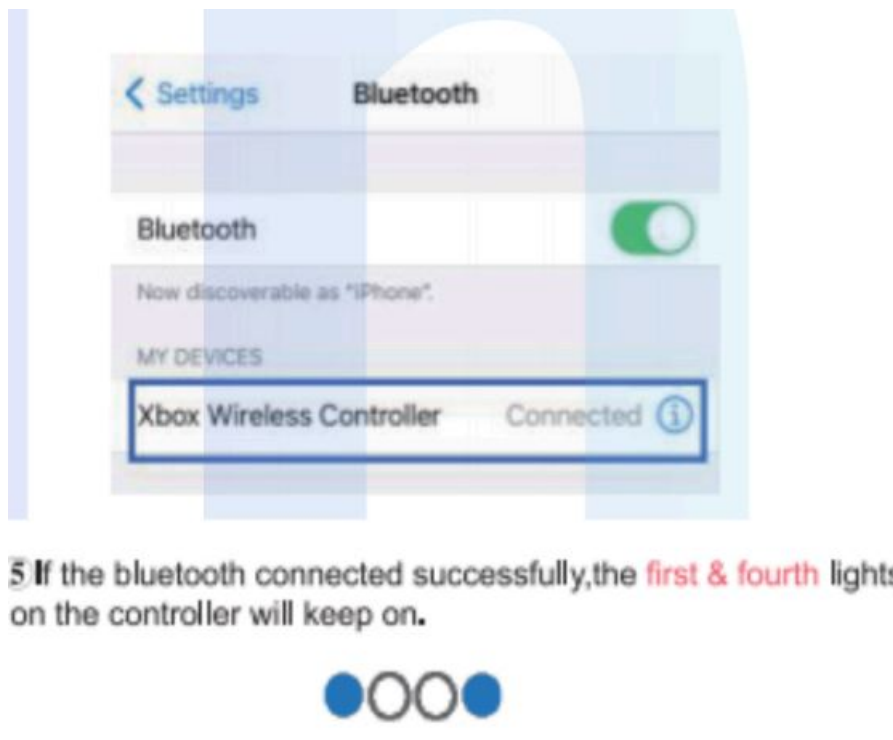 Settings
Bluetooth
Bluetooth
Now discoverable as "iPhone".
MY DEVICES
Xbox Wireless Controller Connected
5 If the bluetooth connected successfully,the first & fourth lights
on the controller will keep on.